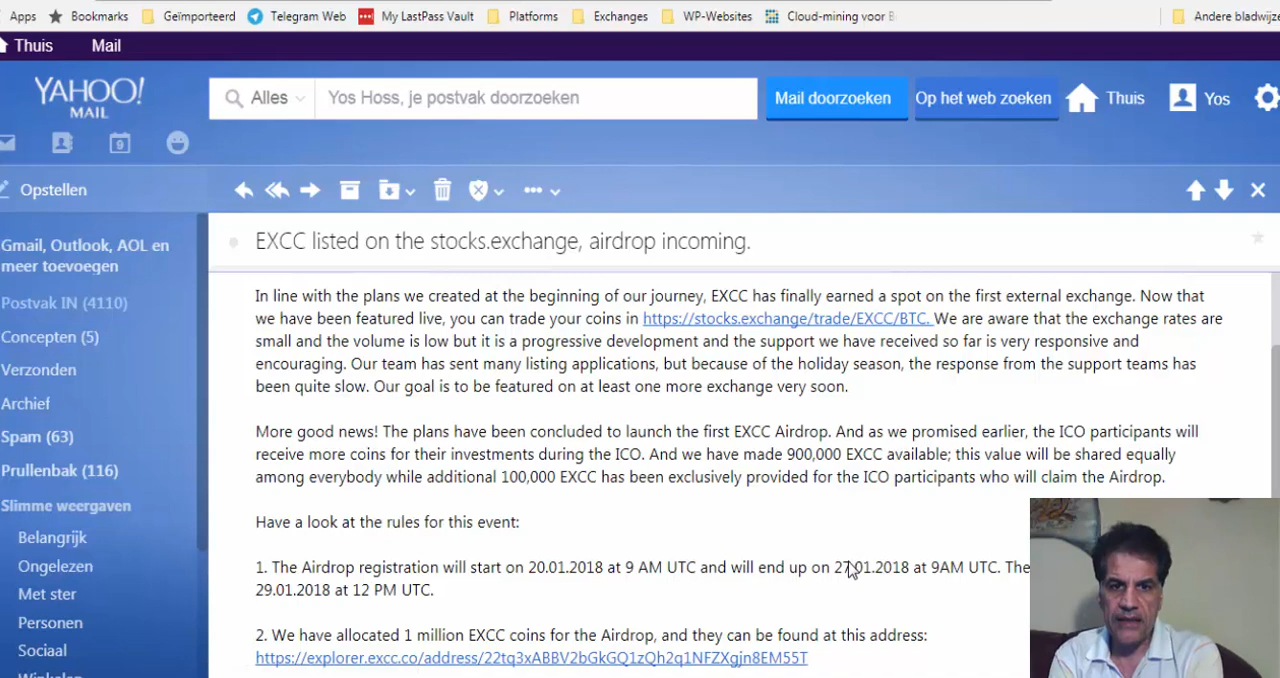 Apps Bookmarks Geïmporteerd Telegram Web My LastPass Vault Platforms Exchanges WP-Websites Cloud-mining voor Andere
Thuis Mail
YAHOO!
MAIL
Alles Yos Hoss, je postvak doorzoeken Mail doorzoeken Op het web zoeken Thuis Yos
9
Opstellen
Gmail, Outlook, AOL en
meer toevoegen
Postvak IN (4110)
Concepten (5)
Verzonden
Archief
Spam (63)
Prullenbak (116)
Slimme weergaven
Belangrijk
Ongelezen
Met ster
Personen
Sociaal
EXCC listed on the stocks.exchange, airdrop incoming.
In line with the plans we created at the beginning of our journey, EXCC has finally earned a spot on the first external exchange. Now that
we have been featured live, you can trade your coins in https://stocks.exchange/trade/EXCC/BTC. We are aware that the exchange rates are
small and the volume is low but it is a progressive development and the support we have received so far is very responsive and
encouraging. Our team has sent many listing applications, but because of the holiday season, the response from the support teams has
been quite slow. Our goal is to be featured on at least one more exchange very soon.
More good news! The plans have been concluded to launch the first EXCC Airdrop. And as we promised earlier, the ICO participants will
receive more coins for their investments during the ICO. And we have made 900,000 EXCC available; this value will be shared equally
among everybody while additional 100,000 EXCC has been exclusively provided for the ICO participants who will claim the Airdrop.
Have a look at the rules for this event:
1. The Airdrop registration will start on 20.01.2018 at 9 AM UTC and will end up on 27.01.2018 at 9AM UTC. The
29.01.2018 at 12 PM UTC.
2. We have allocated 1 million EXCC coins for the Airdrop, and they can be found at this address:
https://explorer.excc.co/address/22tq3xABBV2bGkGQ1zQh2q1NFZXgjn8EM55T